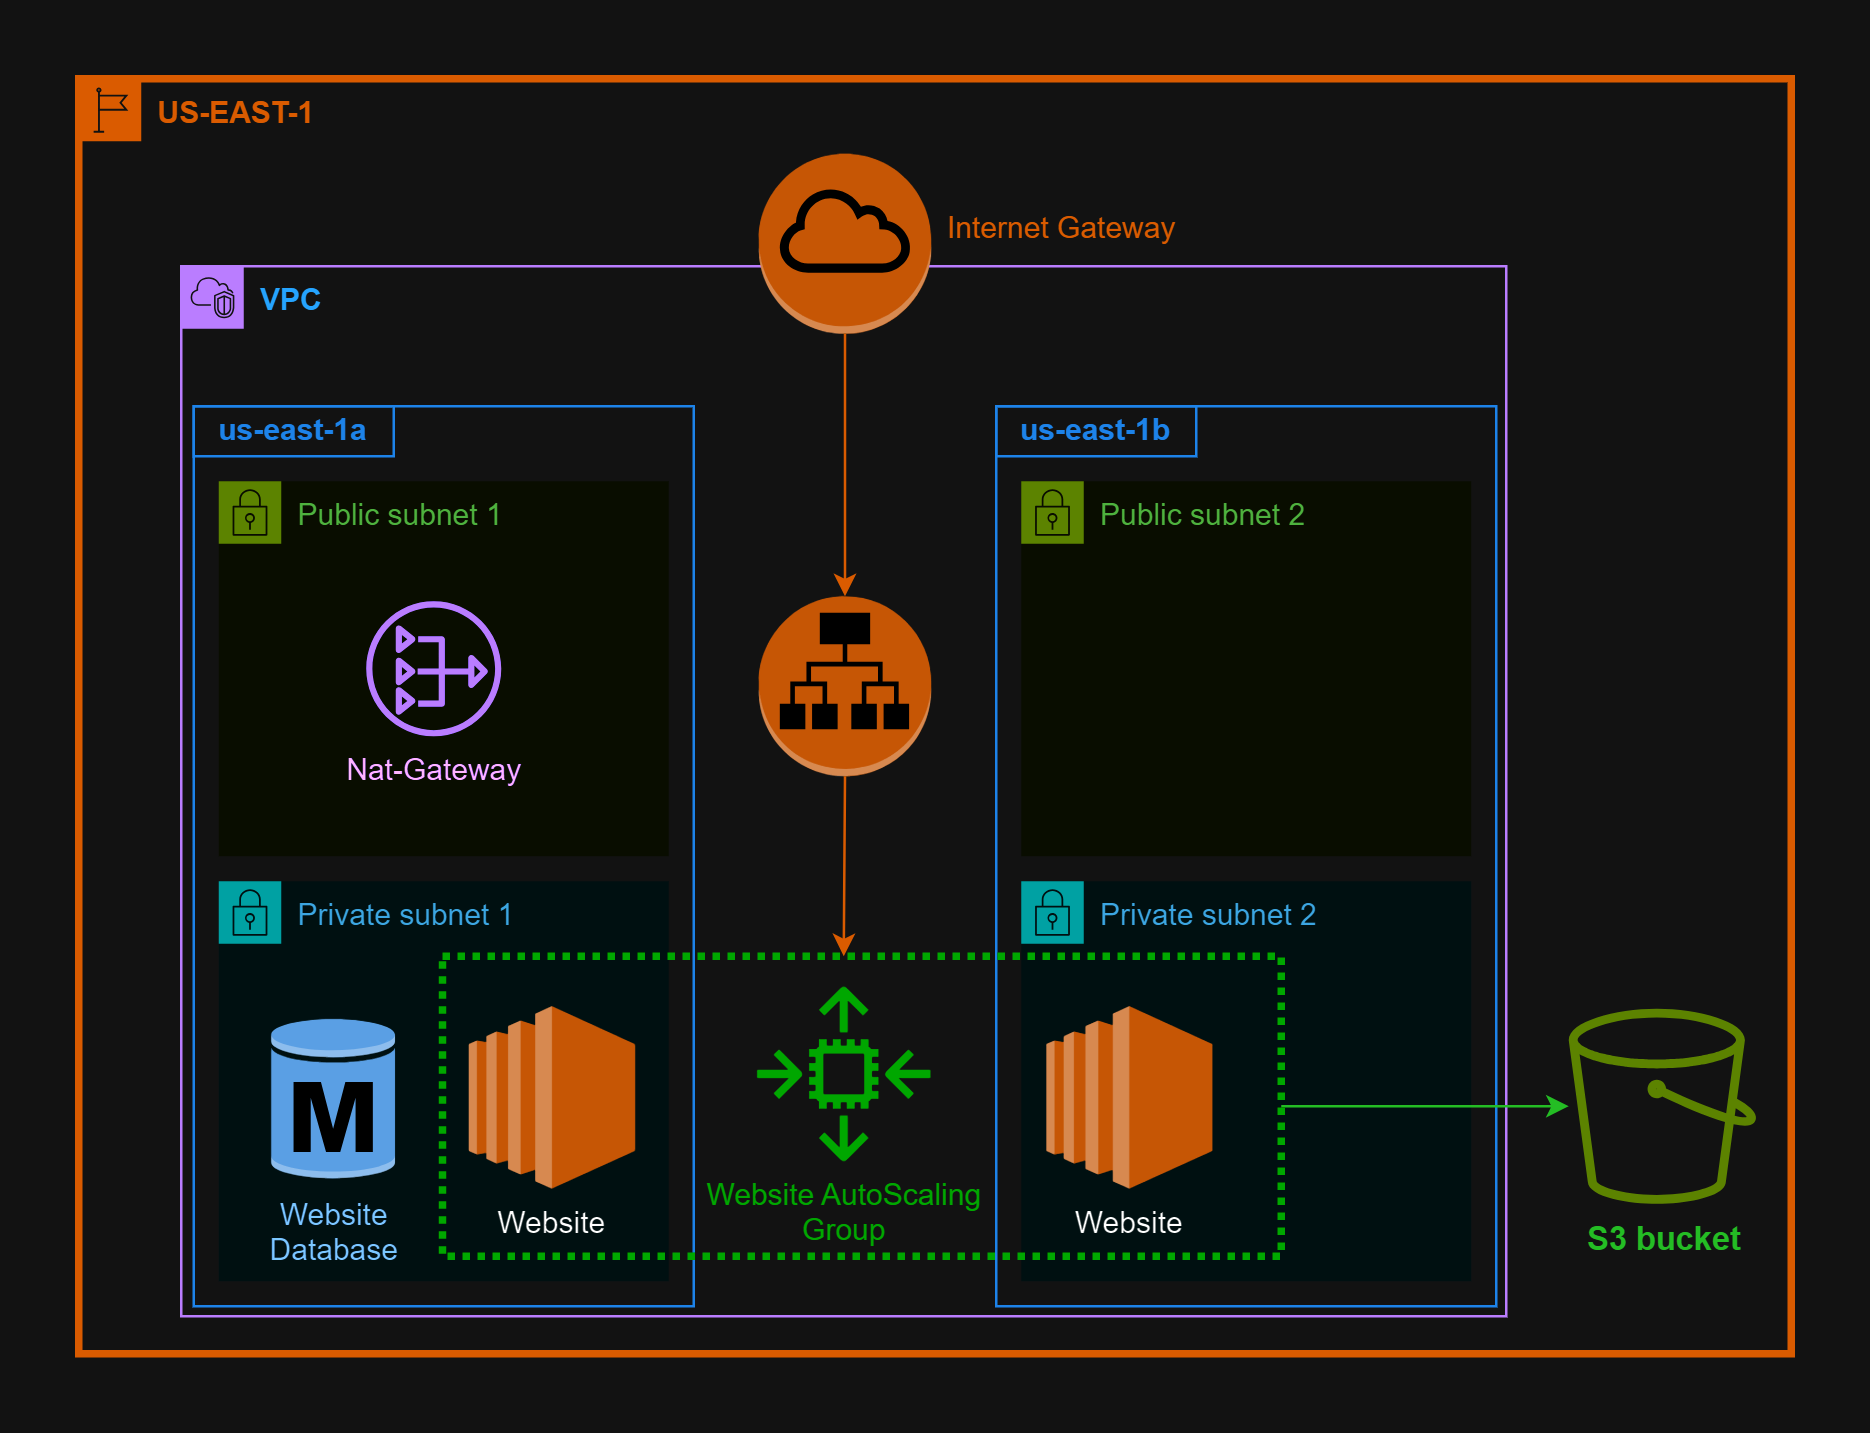 US-EAST-1
Internet Gateway
VPC
us-east-1a
us-east-1b
Public subnet 1
Public subnet 2
Nat-Gateway
Private subnet 1
Private subnet 2
M
Website
Database
Website
Website AutoScaling
Group
Website
S3 bucket